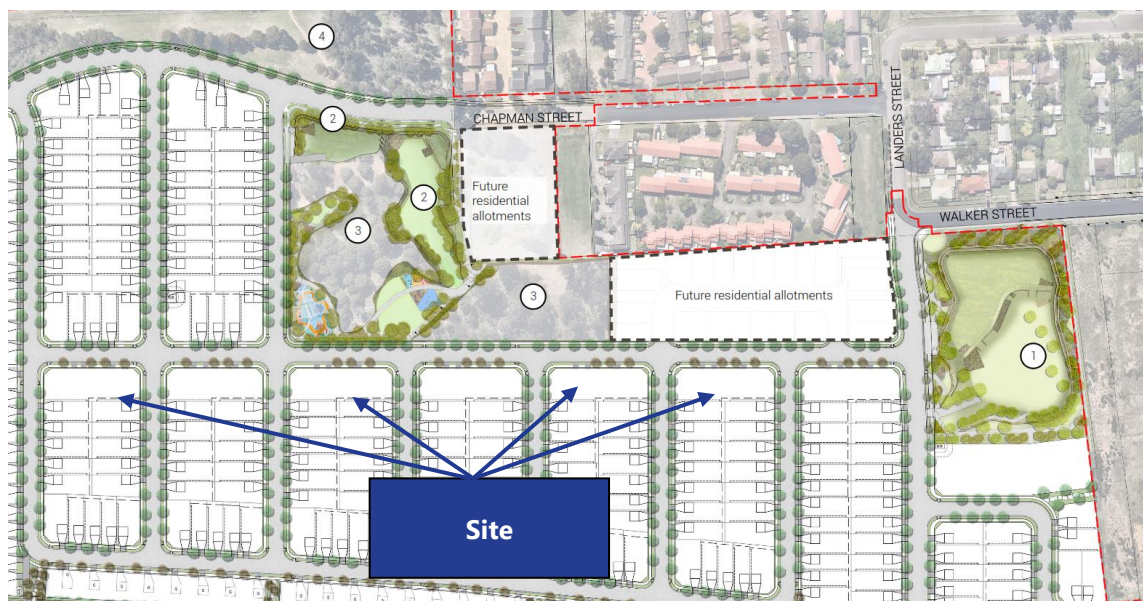 4
CHAPMAN STREET
LANDERS STREET
2
2
Future
residential
allotments
WALKER STREET
3
3
Future residential allotments
1
Site